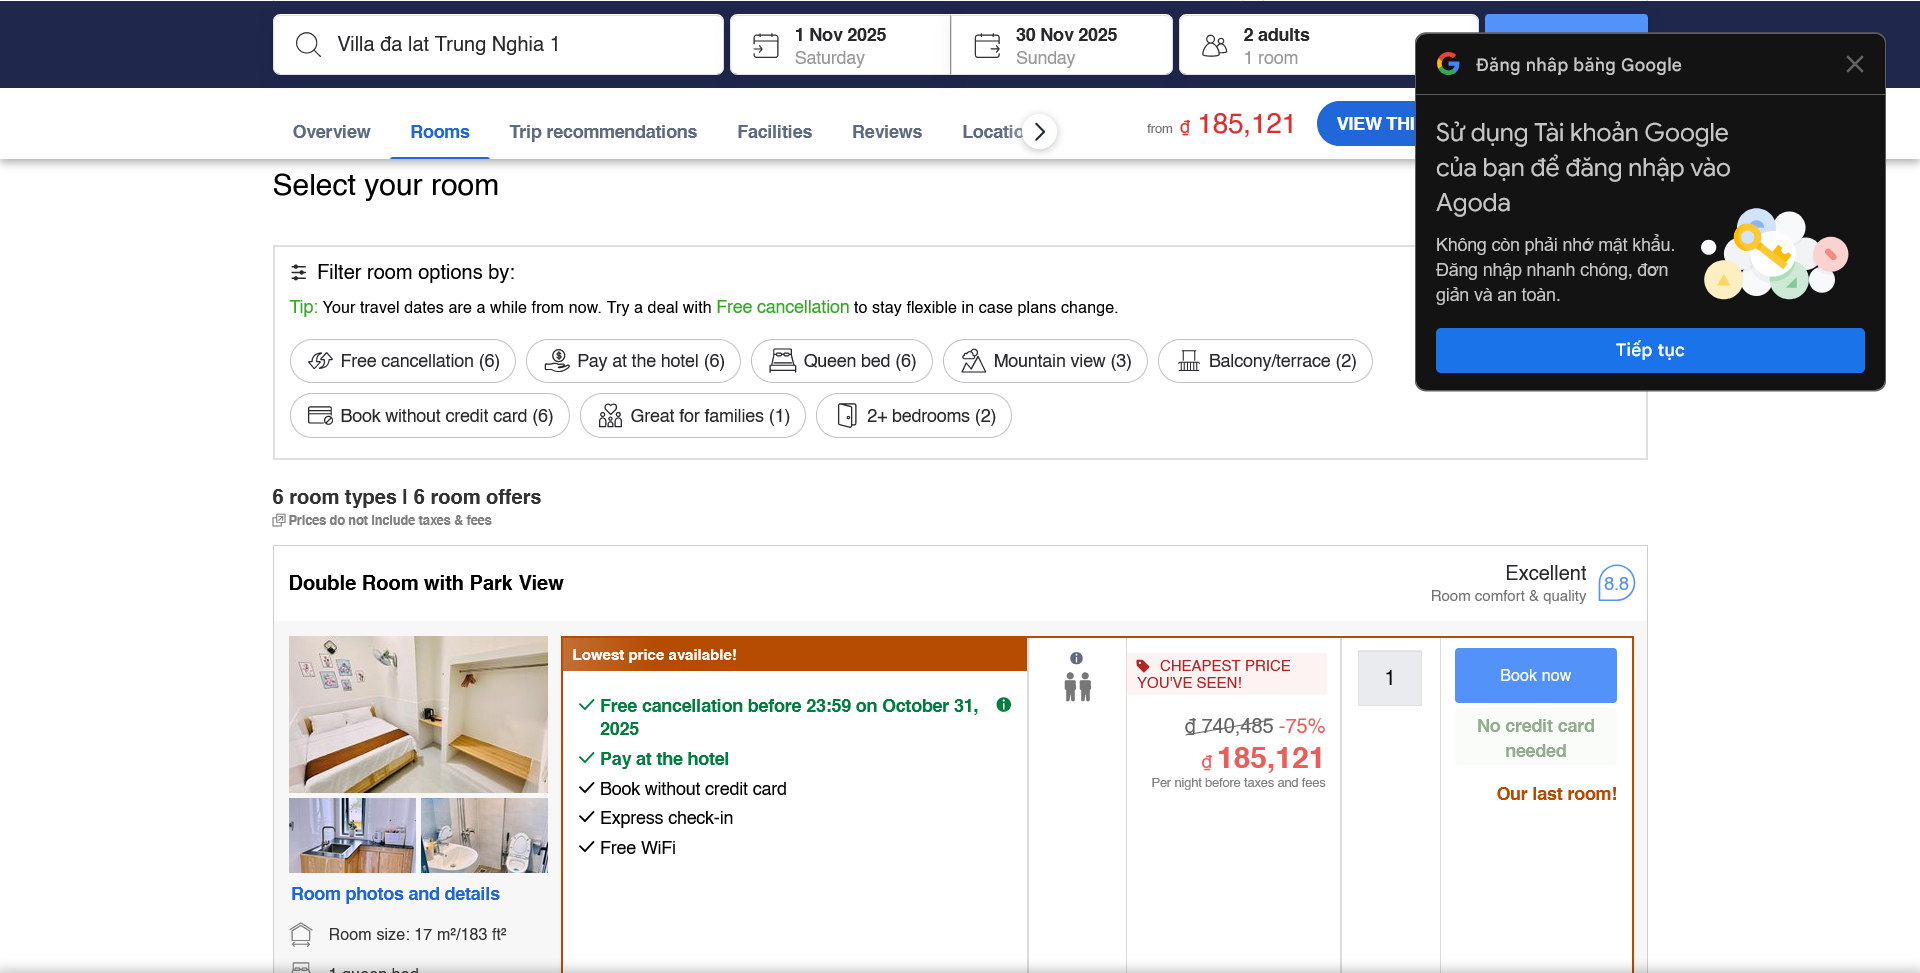 Villa đa lat Trung Nghia 1
1 Nov 2025
Saturday
30 Nov 2025
Sunday
2 adults
1 room
Overview
Rooms
Trip recommendations
Facilities
Reviews
Locatio
from ₫ 185,121
VIEW THI
Đăng nhập bằng Google
Sử dụng Tài khoản Google
của bạn để đăng nhập vào
Agoda
Không còn phải nhớ mật khẩu.
Đăng nhập nhanh chóng, đơn
giản và an toàn.
Tiếp tục
Select your room
Filter room options by:
Tip: Your travel dates are a while from now. Try a deal with Free cancellation to stay flexible in case plans change.
Free cancellation (6)
Pay at the hotel (6)
Queen bed (6)
Mountain view (3)
Balcony/terrace (2)
Book without credit card (6)
Great for families (1)
2+ bedrooms (2)
6 room types | 6 room offers
Prices do not include taxes & fees
Double Room with Park View
Excellent
Room comfort & quality
8.8
Lowest price available!
Free cancellation before 23:59 on October 31,
2025
Pay at the hotel
Book without credit card
Express check-in
Free WiFi
CHEAPEST PRICE
YOU'VE SEEN!
₫ 740,485 -75%
₫ 185,121
Per night before taxes and fees
1
Book now
No credit card
needed
Our last room!
Room photos and details
Room size: 17 m²/183 ft²
1 queen bed